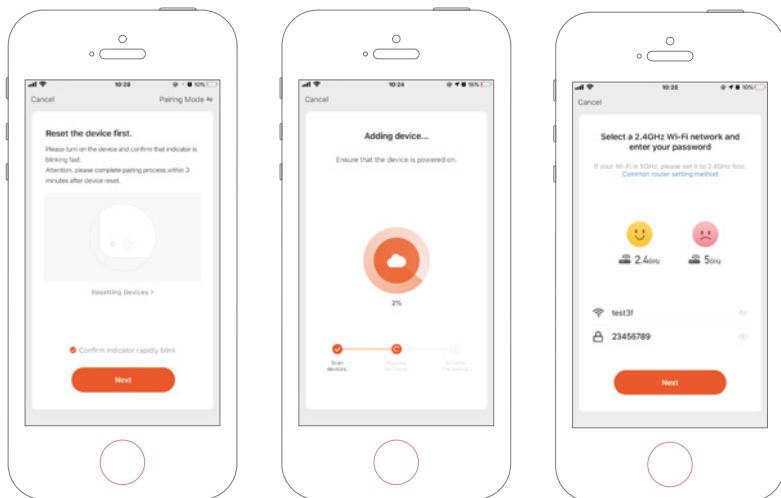 10:28
10%
Cancel
Pairing Mode
Reset the device first.
Please turn on the device and confirm that indicator is
blinking fast.
Attention: please complete pairing process within 3
minutes after device reset.
Resetting Devices >
Confirm indicator rapidly blink
Next
10:24
16%
Cancel
Adding device...
Ensure that the device is powered on.
2%
Scan
devices.
10:28
10%
Cancel
Select a 2.4GHz Wi-Fi network and
enter your password
If your Wi-Fi is 5GHz, please set it to 2.4GHz first.
Common router setting method
2.4GHz
5GHz
test3f
23456789
Next